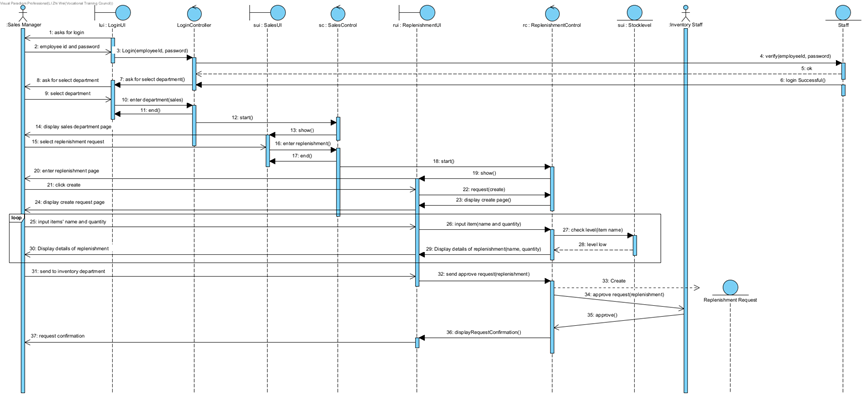 :Sales Manager
lui : LoginUI
LoginController
sui : SalesUI
sc : SalesControl
rui : ReplenishmentUI
rc : ReplenishmentControl
sui : Stocklevel
:Inventory Staff
Staff
1: asks for login
2: employee id and password
3: Login(employeeId, password)
4: verify(employeeId, password)
5: ok
6: login Successful()
7: ask for select department()
8: ask for select department
9: select department
10: enter department(sales)
11: end()
12: start()
13: show()
14: display sales department page
15: select replenishment request
16: enter replenishment()
17: end()
18: start()
19: show()
20: enter replenishment page
21: click create
22: request(create)
23: display create page()
24: display create request page
loop
25: input items' name and quantity
26: input item(name and quantity)
27: check level(item name)
28: level low
29: Display details of replenishment(name, quantity)
30: Display details of replenishment
31: send to inventory department
32: send approve request(replenishment)
33: Create
Replenishment Request
34: approve request(replenishment)
35: approve()
36: displayRequestConfirmation()
37: request confirmation